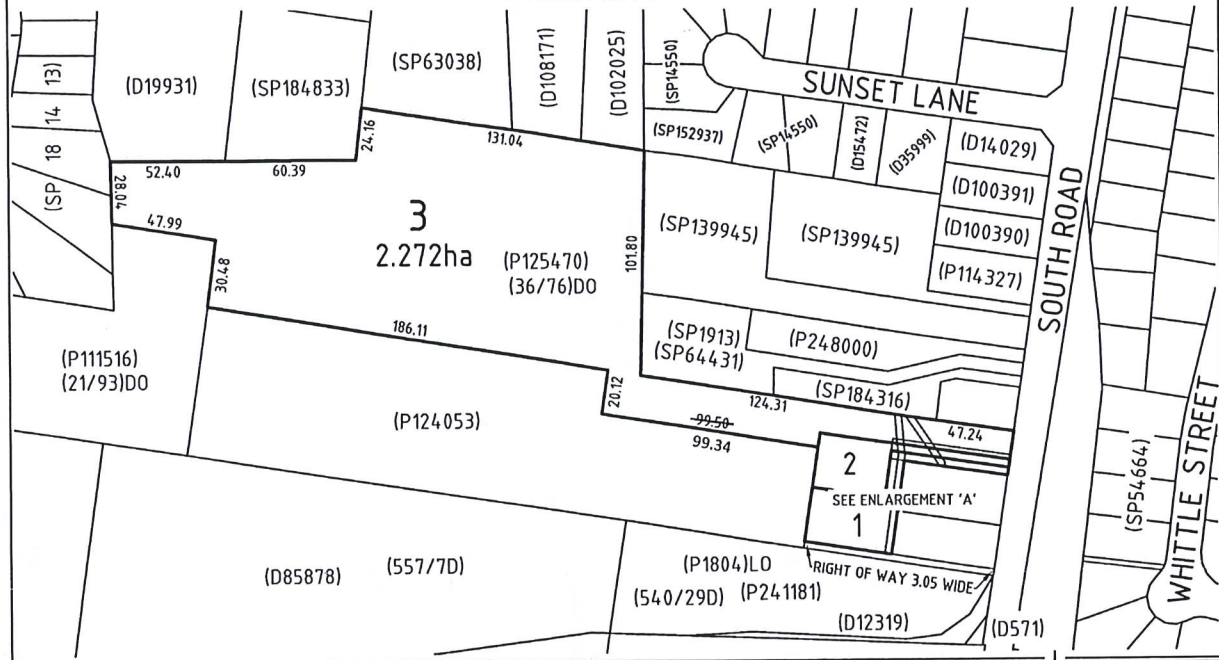 (SP63038)
(D108171)
(D102025)
(SP14550)
13)
(D19931)
(SP184833)
SUNSET LANE
14
24.16
131.04
(SP152937)
(SP14550)
(D15472)
(D35999)
(D14029)
(SP
18
52.40
60.39
28.04
(D100391)
SOUTH ROAD
3
2.272ha
47.99
(P125470)
(36/76)DO
101.80
(SP139945)
(SP139945)
(D100390)
(P114327)
30.48
186.11
(SP1913)
(SP64431)
(P248000)
(P111516)
(21/93)DO
20.12
124.31
(SP184316)
(P124053)
99.50
99.34
47.24
WHITTLE STREET
(SP54664)
2
SEE ENLARGEMENT 'A'
1
(D85878)
(557/7D)
(P1804)LO
RIGHT OF WAY 3.05 WIDE
(540/29D)
(P241181)
(D12319)
(D571)